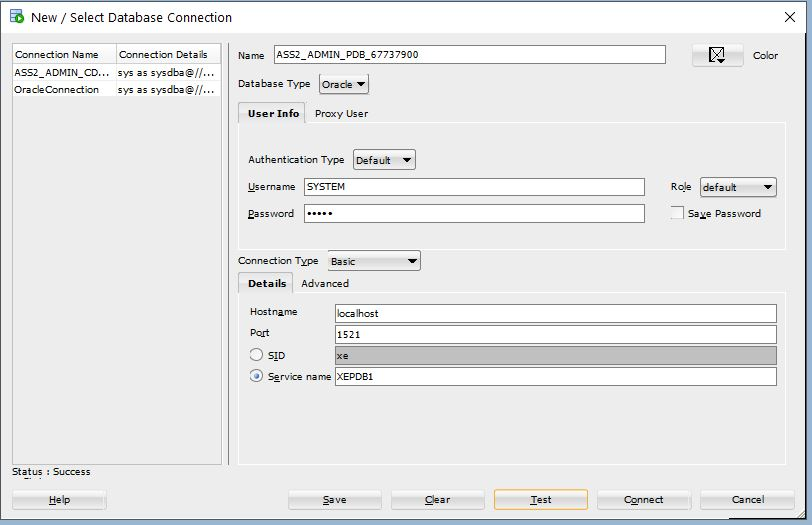 New / Select Database Connection
Connection Name Connection Details
ASS2_ADMIN_CD... sys as sysdba@//...
OracleConnection sys as sysdba@//...
Name ASS2_ADMIN_PDB_67737900 Color
Database Type Oracle
User Info Proxy User
Authentication Type Default
Username SYSTEM Role default
Password ••••• Save Password
Connection Type Basic
Details Advanced
Hostname localhost
Port 1521
SID xe
Service name XEPDB1
Status : Success
Help Save Clear Test Connect Cancel